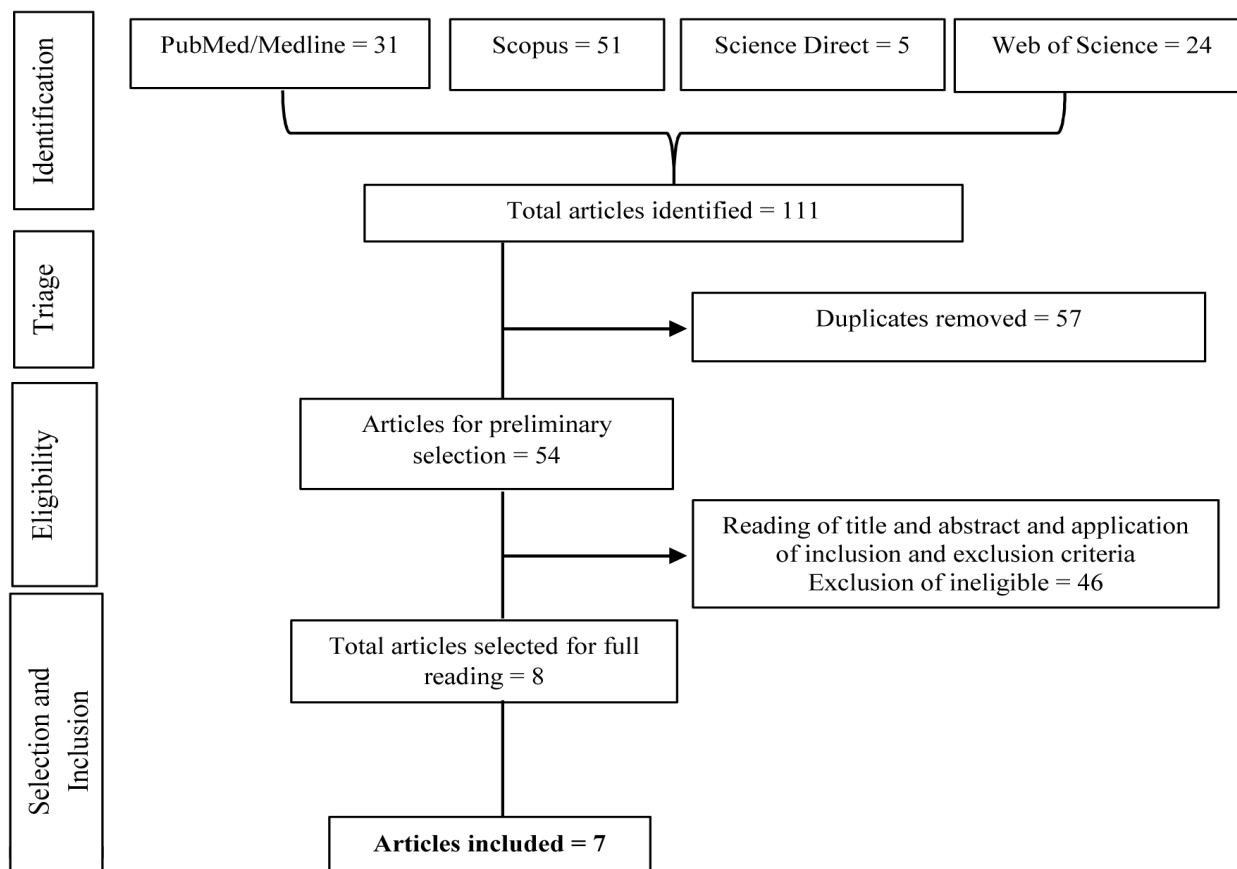 Identification
PubMed/Medline = 31
Scopus = 51
Science Direct = 5
Web of Science = 24
Total articles identified = 111
Triage
Duplicates removed = 57
Eligibility
Articles for preliminary
selection = 54
Reading of title and abstract and application
of inclusion and exclusion criteria
Exclusion of ineligible = 46
Selection and
Inclusion
Total articles selected for full
reading = 8
Articles included = 7